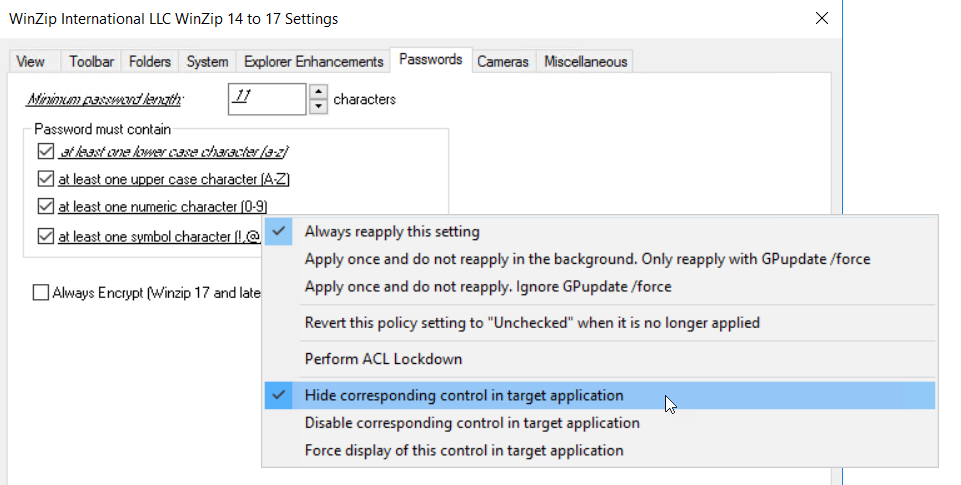 WinZip International LLC WinZip 14 to 17 Settings
View Toolbar Folders System Explorer Enhancements Passwords Cameras Miscellaneous
Minimum password length: 11 characters
Password must contain
at least one lower case character (a-z)
at least one upper case character (A-Z)
at least one numeric character (0-9)
at least one symbol character (!,@
Always Encrypt (Winzip 17 and late
Always reapply this setting
Apply once and do not reapply in the background. Only reapply with GPupdate /force
Apply once and do not reapply. Ignore GPupdate /force
Revert this policy setting to "Unchecked" when it is no longer applied
Perform ACL Lockdown
Hide corresponding control in target application
Disable corresponding control in target application
Force display of this control in target application